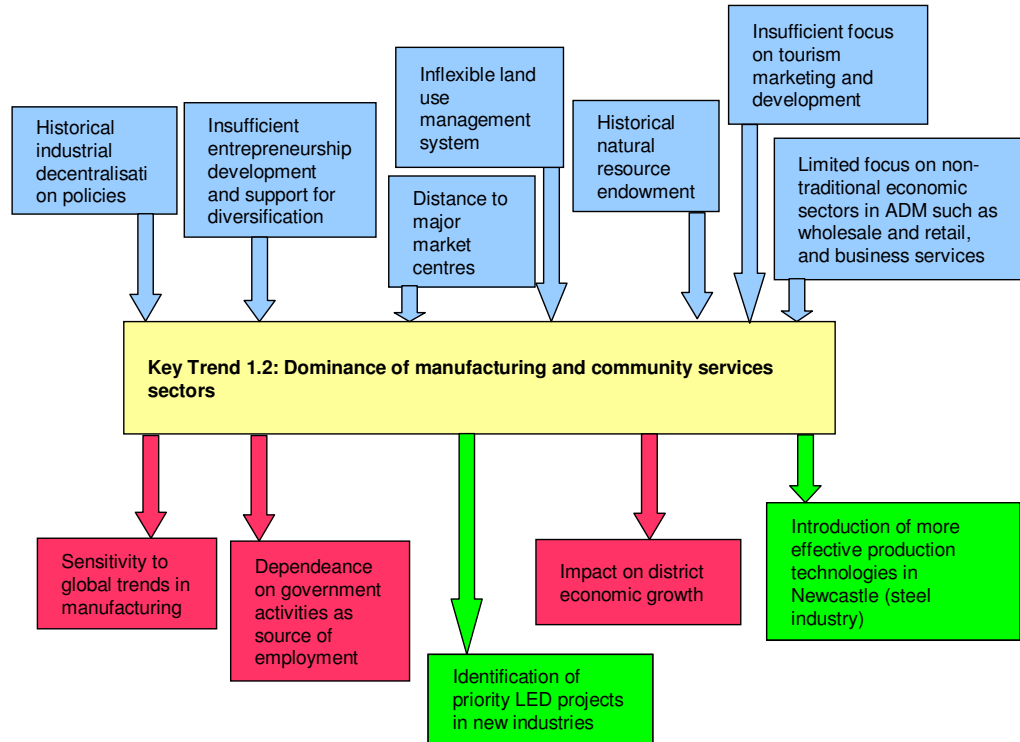 Historical
industrial
decentralisati
on policies
Insufficient
entrepreneurship
development
and support for
diversification
Inflexible land
use
management
system
Distance to
major
market
centres
Historical
natural
resource
endowment
Insufficient focus
on tourism
marketing and
development
Limited focus on non-
traditional economic
sectors in ADM such as
wholesale and retail,
and business services
Key Trend 1.2: Dominance of manufacturing and community services
sectors
Sensitivity to
global trends in
manufacturing
Dependeance
on government
activities as
source of
employment
Identification of
priority LED projects
in new industries
Impact on district
economic growth
Introduction of more
effective production
technologies in
Newcastle (steel
industry)